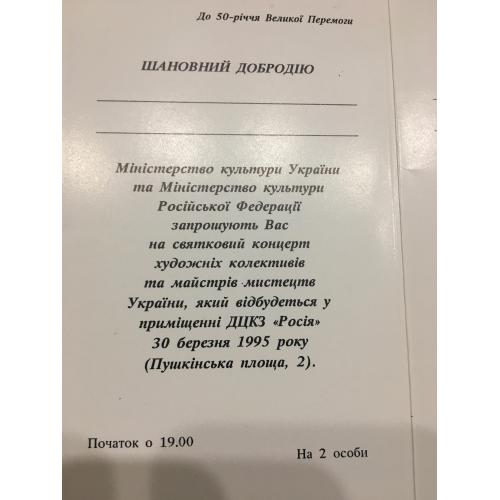 До 50-річчя Великої Перемоги
ШАНОВНИЙ ДОБРОДІЮ
Міністерство культури України
та Міністерство культури
Російської Федерації
запрошують Вас
на святковий концерт
художніх колективів
та майстрів мистецтв
України, який відбудеться у
приміщенні ДЦКЗ «Росія»
30 березня 1995 року
(Пушкінська площа, 2).
Початок о 19.00
На 2 особи